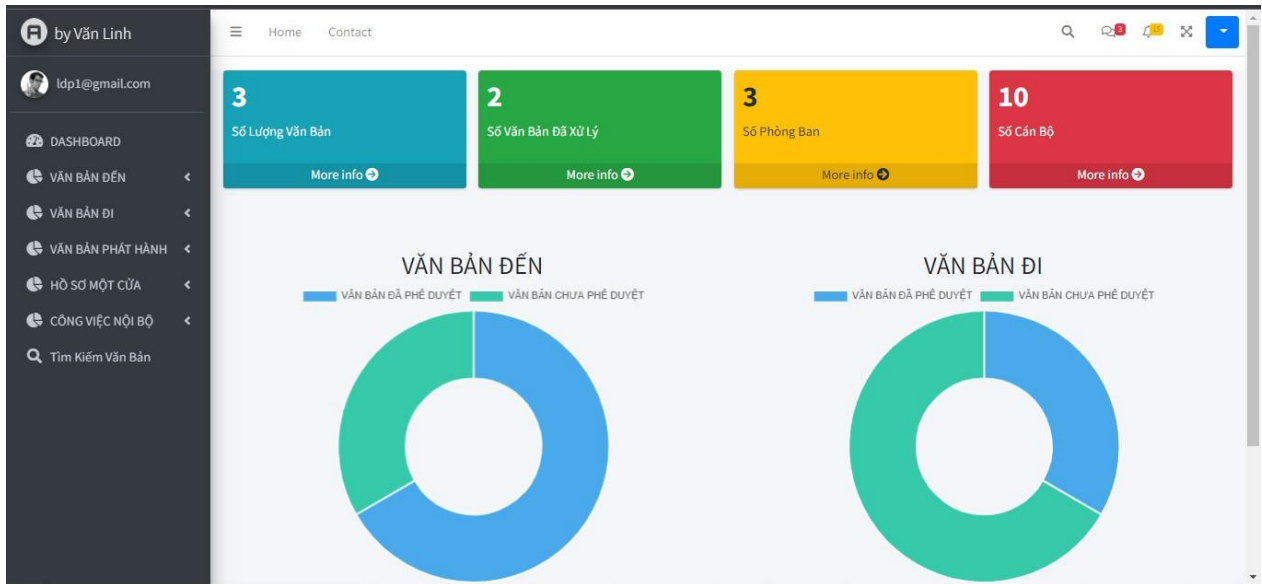 by Văn Linh
Home Contact
3
15
ldp1@gmail.com
DASHBOARD
VĂN BẢN ĐẾN
VĂN BẢN ĐI
VĂN BẢN PHÁT HÀNH
HỒ SƠ MỘT CỬA
CÔNG VIỆC NỘI BỘ
Tìm Kiếm Văn Bản
3
Số Lượng Văn Bản
More info
2
Số Văn Bản Đã Xử Lý
More info
3
Số Phòng Ban
More info
10
Số Cán Bộ
More info
VĂN BẢN ĐẾN
VĂN BẢN ĐÃ PHÊ DUYỆT VĂN BẢN CHƯA PHÊ DUYỆT
VĂN BẢN ĐI
VĂN BẢN ĐÃ PHÊ DUYỆT VĂN BẢN CHƯA PHÊ DUYỆT